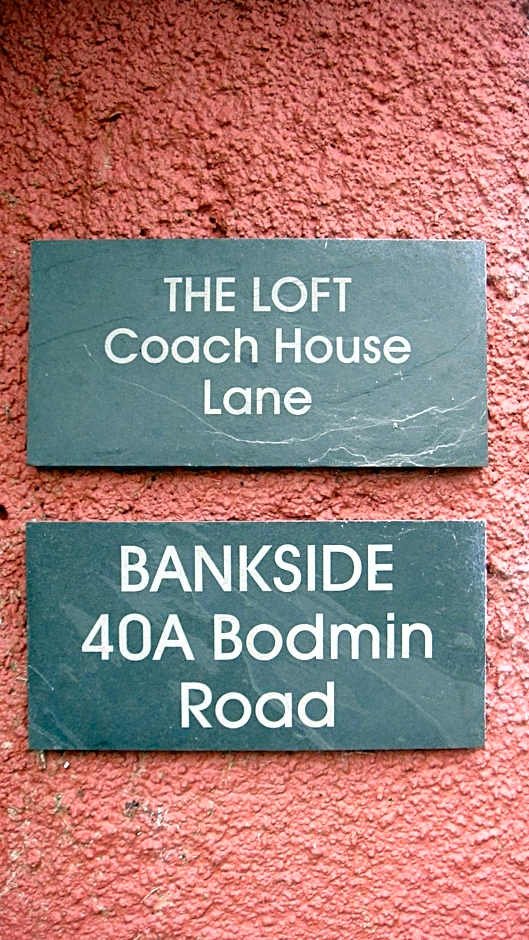 THE LOFT
Coach House
Lane
BANKSIDE
40A Bodmin
Road